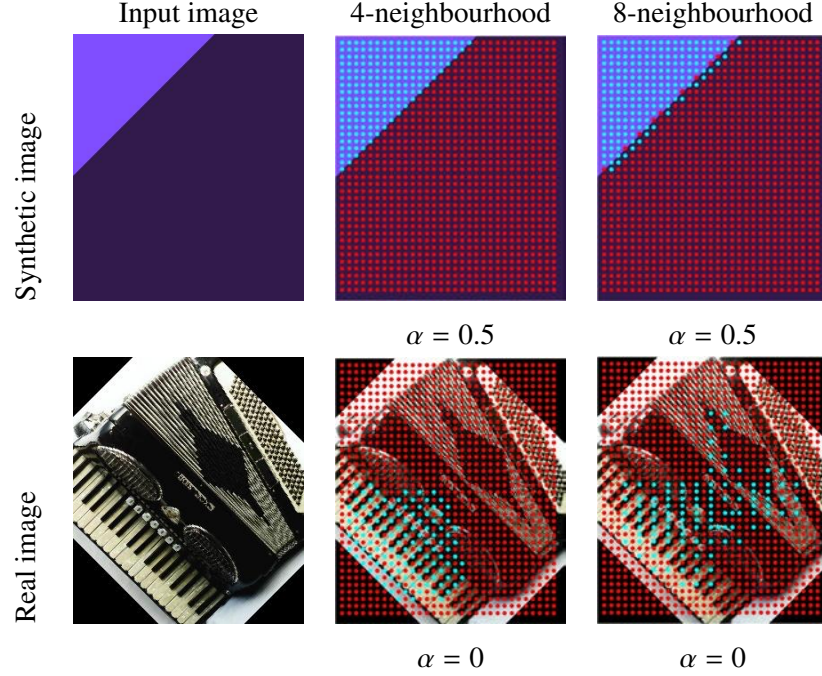 Input image 4-neighbourhood 8-neighbourhood
Synthetic image
α = 0.5 α = 0.5
Real image
α = 0 α = 0